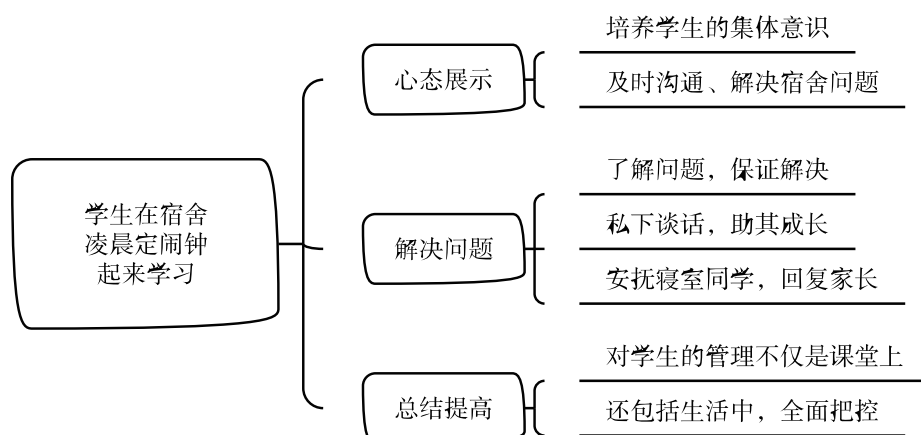 学生在宿舍
凌晨定闹钟
起来学习
心态展示
培养学生的集体意识
及时沟通、解决宿舍问题
解决问题
了解问题，保证解决
私下谈话，助其成长
安抚寝室同学，回复家长
总结提高
对学生的管理不仅是课堂上
还包括生活中，全面把控